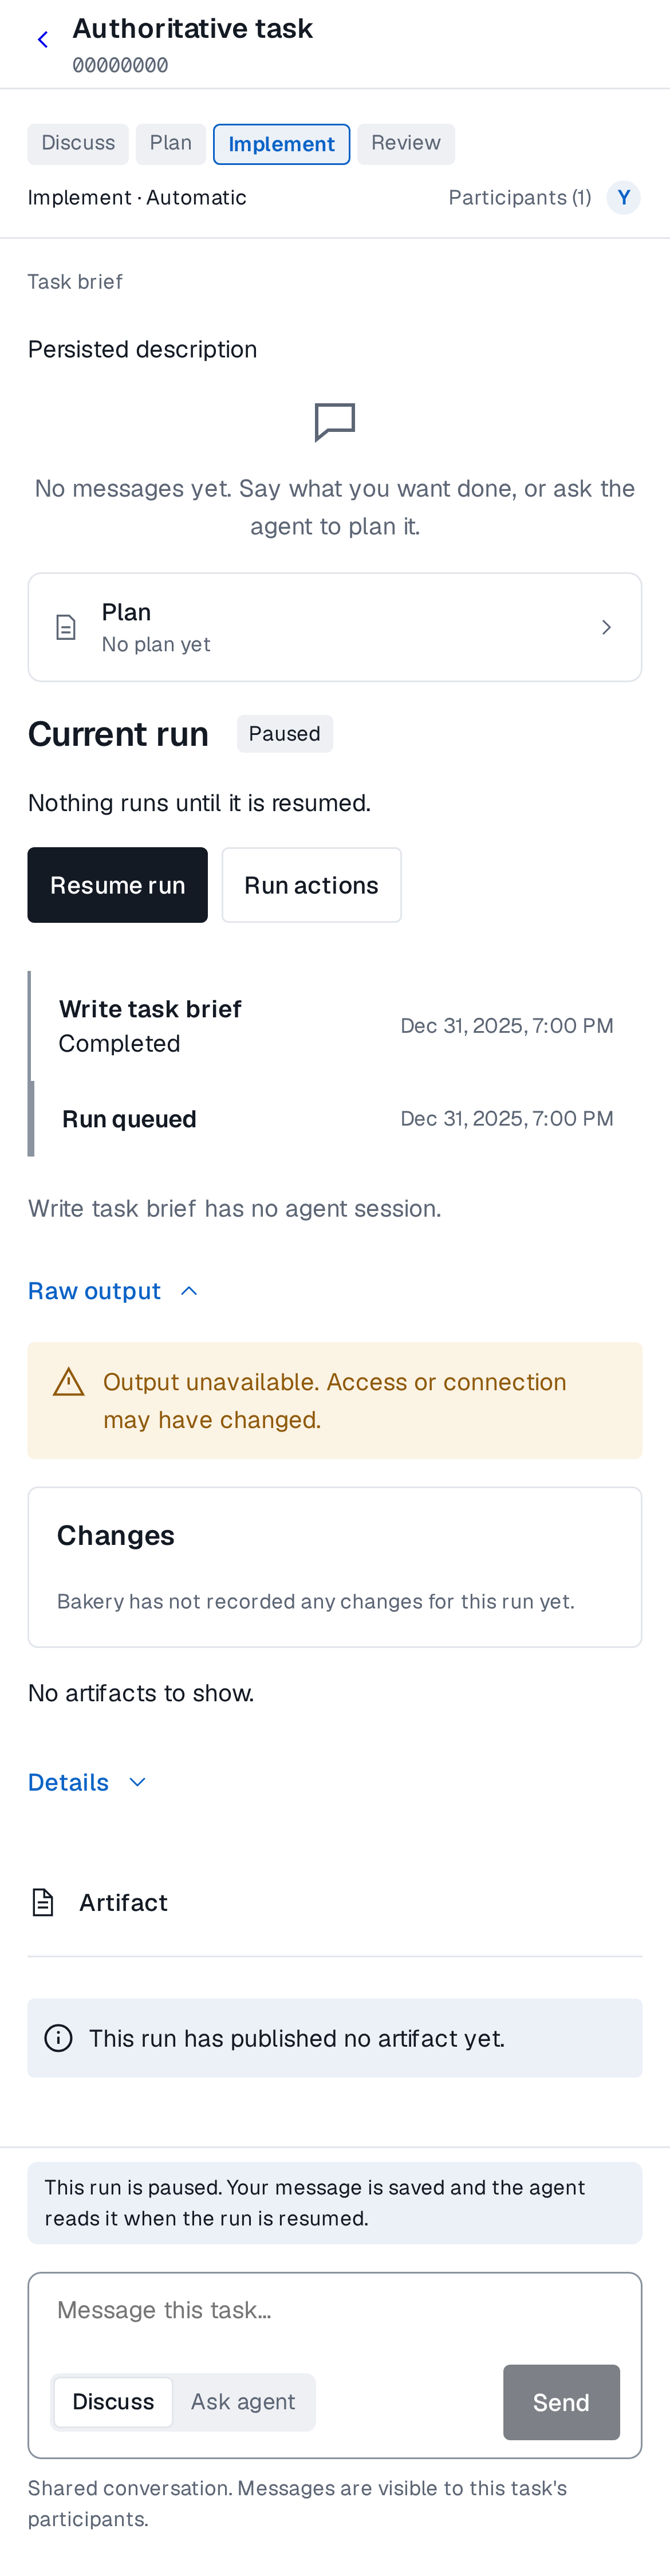 Authoritative task
00000000
Discuss
Plan
Implement
Review
Implement · Automatic
Participants (1)
Y
Task brief
Persisted description
No messages yet. Say what you want done, or ask the
agent to plan it.
Plan
No plan yet
Current run
Paused
Nothing runs until it is resumed.
Resume run
Run actions
Write task brief
Completed
Dec 31, 2025, 7:00 PM
Run queued
Dec 31, 2025, 7:00 PM
Write task brief has no agent session.
Raw output
Output unavailable. Access or connection
may have changed.
Changes
Bakery has not recorded any changes for this run yet.
No artifacts to show.
Details
Artifact
This run has published no artifact yet.
This run is paused. Your message is saved and the agent
reads it when the run is resumed.
Message this task...
Discuss
Ask agent
Send
Shared conversation. Messages are visible to this task's
participants.